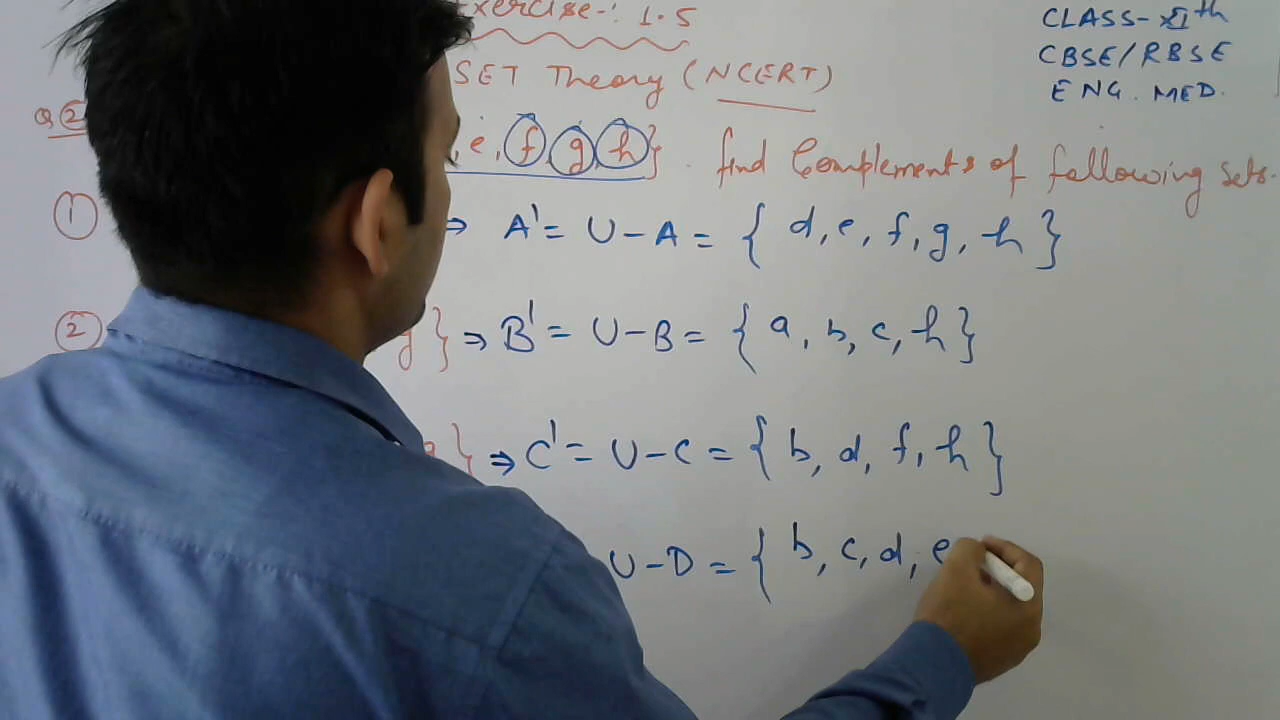 Exercise-: 1.5
CLASS-XIth
CBSE/RBSE
ENG. MED.
SET Theory (NCERT)
Q.2
, e, f, g, h} . find Complements of following sets.
1 ⇒ A' = U - A = { d, e, f, g, h }
2 g } ⇒ B' = U - B = { a, b, c, h }
} ⇒ C' = U - C = { b, d, f, h }
U - D = { b, c, d, e